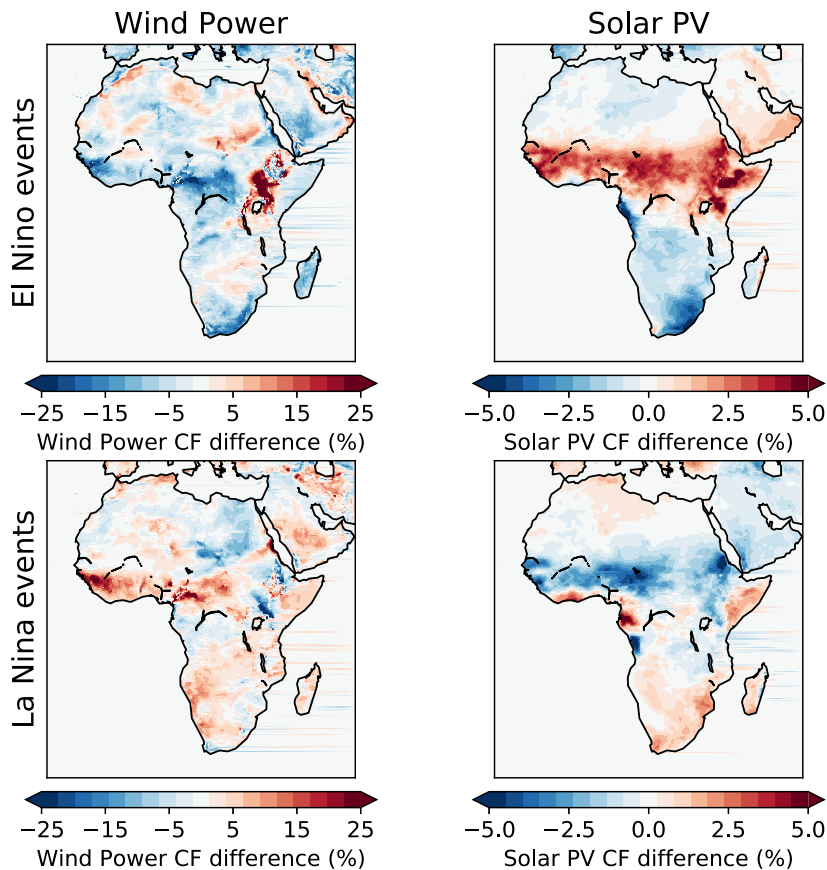 Wind Power
Solar PV
El Nino events
−25 −15 5 15 25
Wind Power CF difference (%)
−5.0 −2.5 0.0 2.5 5.0
Solar PV CF difference (%)
La Nina events
−25 −15 −5 5 15 25
Wind Power CF difference (%)
−5.0 −2.5 0.0 2.5 5.0
Solar PV CF difference (%)